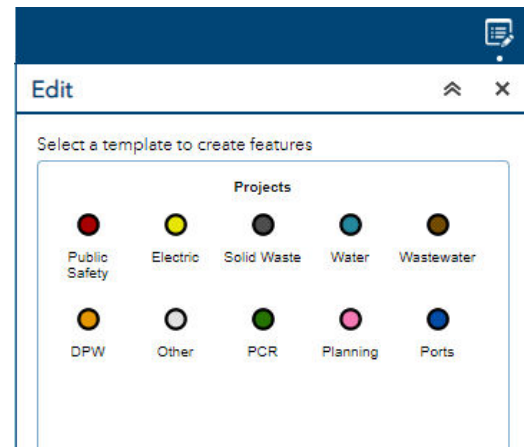 Edit
Select a template to create features
Projects
Public Safety
Electric
Solid Waste
Water
Wastewater
DPW
Other
PCR
Planning
Ports